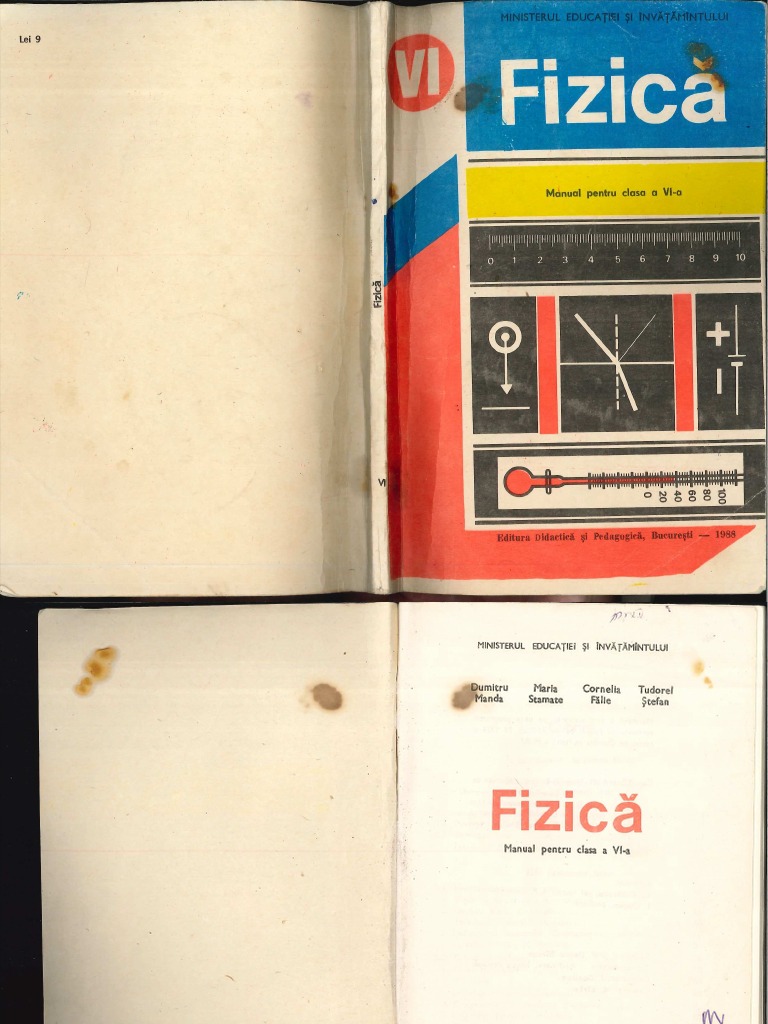 Lei 9
Fizică
VI
MINISTERUL EDUCAȚIEI ȘI ÎNVĂȚĂMÎNTULUI
VI
Fizică
Manual pentru clasa a VI-a
0 1 2 3 4 5 6 7 8 9 10
+
−
0 20 40 60 80 100
Editura Didactică și Pedagogică, București — 1988
MINISTERUL EDUCAȚIEI ȘI ÎNVĂȚĂMÎNTULUI
Dumitru Manda
Maria Stamate
Cornelia Fălie
Tudorel Ștefan
Fizică
Manual pentru clasa a VI-a